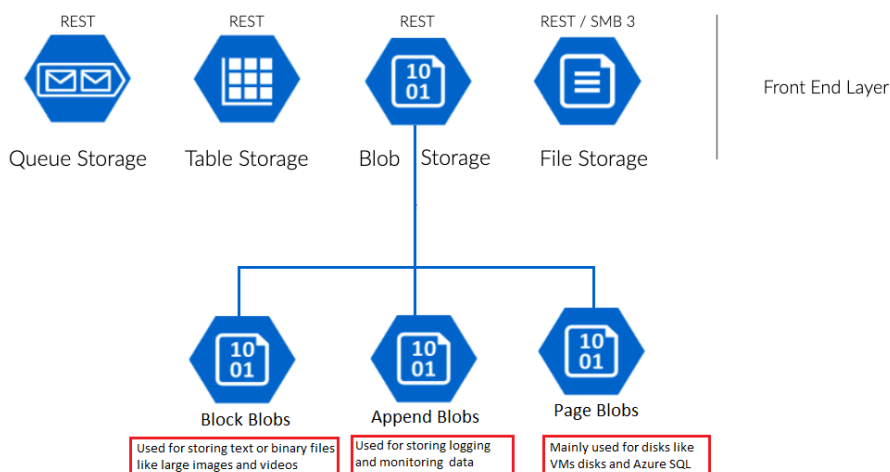 REST
REST
REST
REST / SMB 3
Queue Storage
Table Storage
Blob Storage
File Storage
Front End Layer
10
01
10
01
10
01
10
01
Block Blobs
Append Blobs
Page Blobs
Used for storing text or binary files
like large images and videos
Used for storing logging
and monitoring data
Mainly used for disks like
VMs disks and Azure SQL